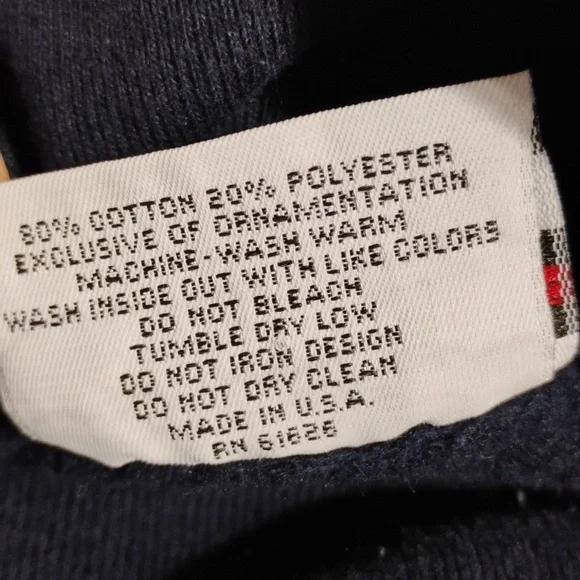 80% COTTON 20% POLYESTER
EXCLUSIVE OF ORNAMENTATION
MACHINE-WASH WARM
WASH INSIDE OUT WITH LIKE COLORS
DO NOT BLEACH
TUMBLE DRY LOW
DO NOT IRON DESIGN
DO NOT DRY CLEAN
MADE IN U.S.A.
RN 61626